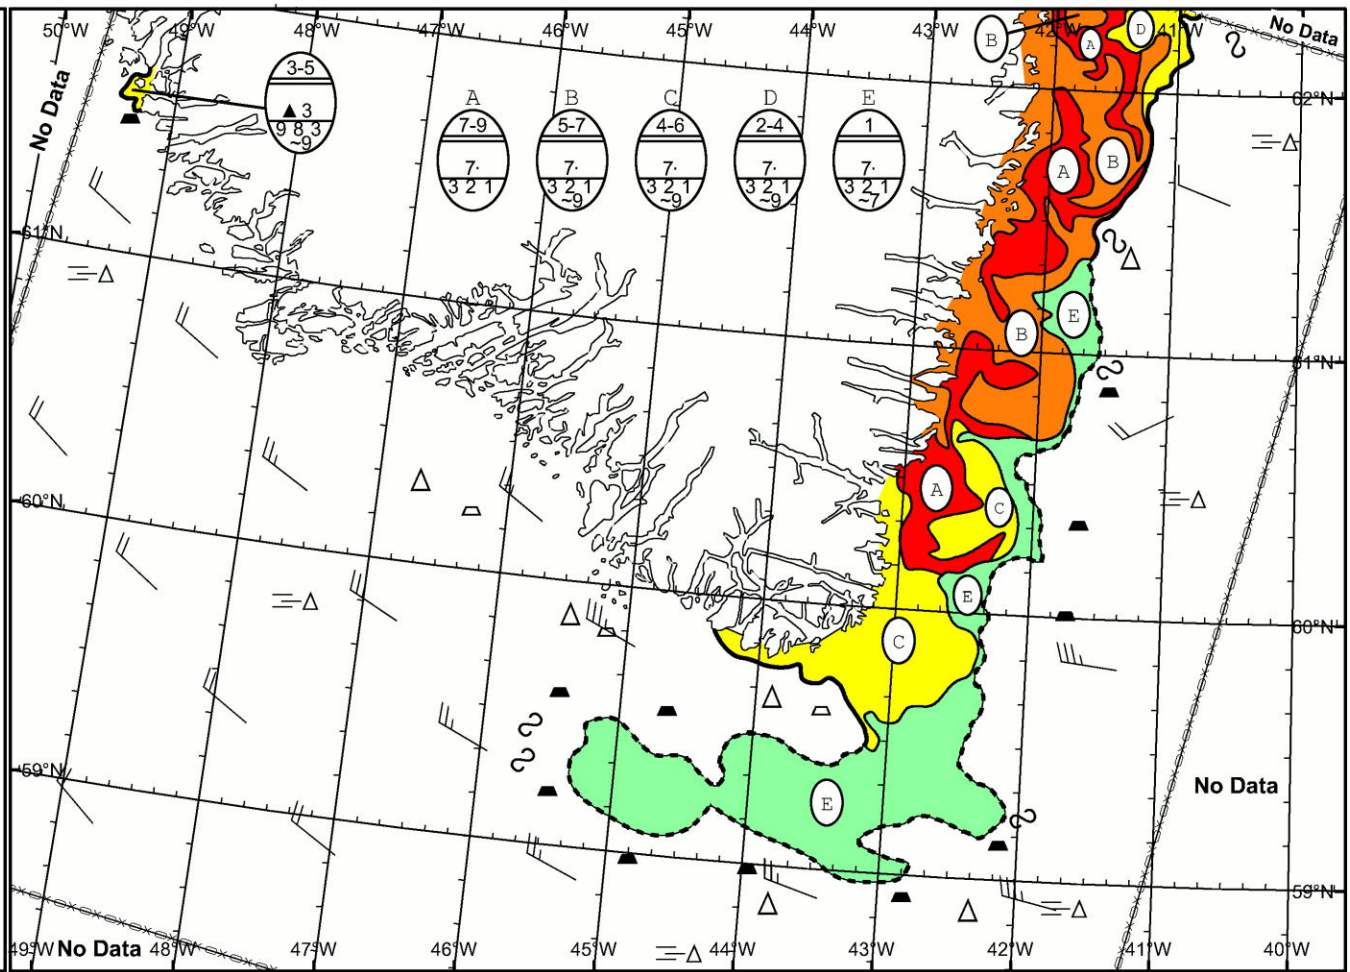 50°W 49°W 48°W 47°W 46°W 45°W 44°W 43°W 42°W 41°W
No Data
No Data
B
A
D
3-5
▲ 3
9 8 3
~9
A B C D E
7-9 5-7 4-6 2-4 1
7· 7· 7· 7· 7·
3 2 1 3 2 1 3 2 1 3 2 1 3 2 1
~9 ~9 ~9 ~7
62°N
A
B
61°N
E
B
61°N
A
C
60°N
E
60°N
C
59°N
E
No Data
59°N
49°W No Data 48°W 47°W 46°W 45°W 44°W 43°W 42°W 41°W 40°W